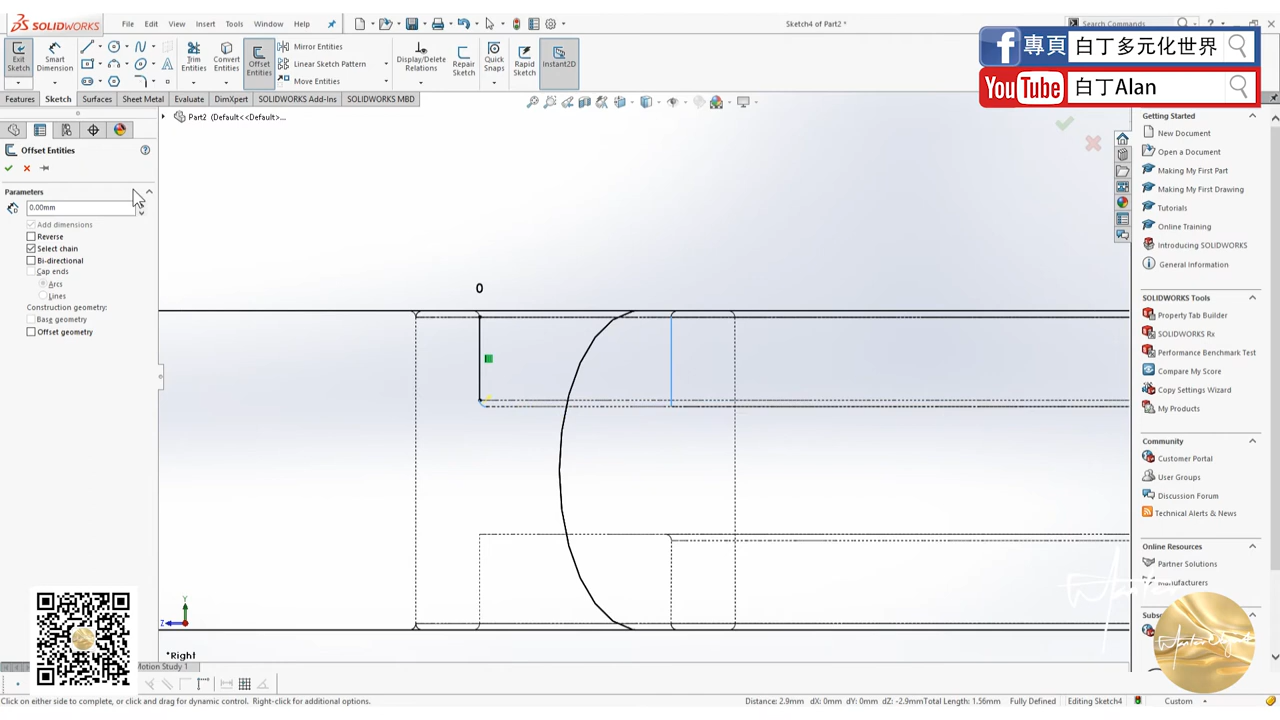 SOLIDWORKS
File Edit View Insert Tools Window Help
Sketch4 of Part2 *
Search Commands
專頁 白丁多元化世界
YouTube 白丁Alan
Exit Sketch
Smart Dimension
Trim Entities
Convert Entities
Offset Entities
Mirror Entities
Linear Sketch Pattern
Move Entities
Display/Delete Relations
Repair Sketch
Quick Snaps
Rapid Sketch
Instant2D
Features Sketch Surfaces Sheet Metal Evaluate DimXpert SOLIDWORKS Add-Ins SOLIDWORKS MBD
Part2 (Default<<Default>...
Offset Entities
Parameters
0.00mm
Add dimensions
Reverse
Select chain
Bi-directional
Cap ends
Arcs
Lines
Construction geometry:
Base geometry
Offset geometry
0
Y
Z
*Right
Motion Study 1
Getting Started
New Document
Open a Document
Making My First Part
Making My First Drawing
Tutorials
Online Training
Introducing SOLIDWORKS
General Information
SOLIDWORKS Tools
Property Tab Builder
SOLIDWORKS Rx
Performance Benchmark Test
Compare My Score
Copy Settings Wizard
My Products
Community
Customer Portal
User Groups
Discussion Forum
Technical Alerts & News
Online Resources
Partner Solutions
Manufacturers
Click on either side to complete, or click and drag for dynamic control. Right-click for additional options.
Distance: 2.9mm dX: 0mm dY: 0mm dZ: -2.9mm Total Length: 1.56mm Fully Defined Editing Sketch4 Custom